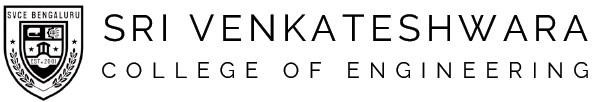 SVCE BENGALURU
EST-2001
SRI VENKATESHWARA
COLLEGE OF ENGINEERING